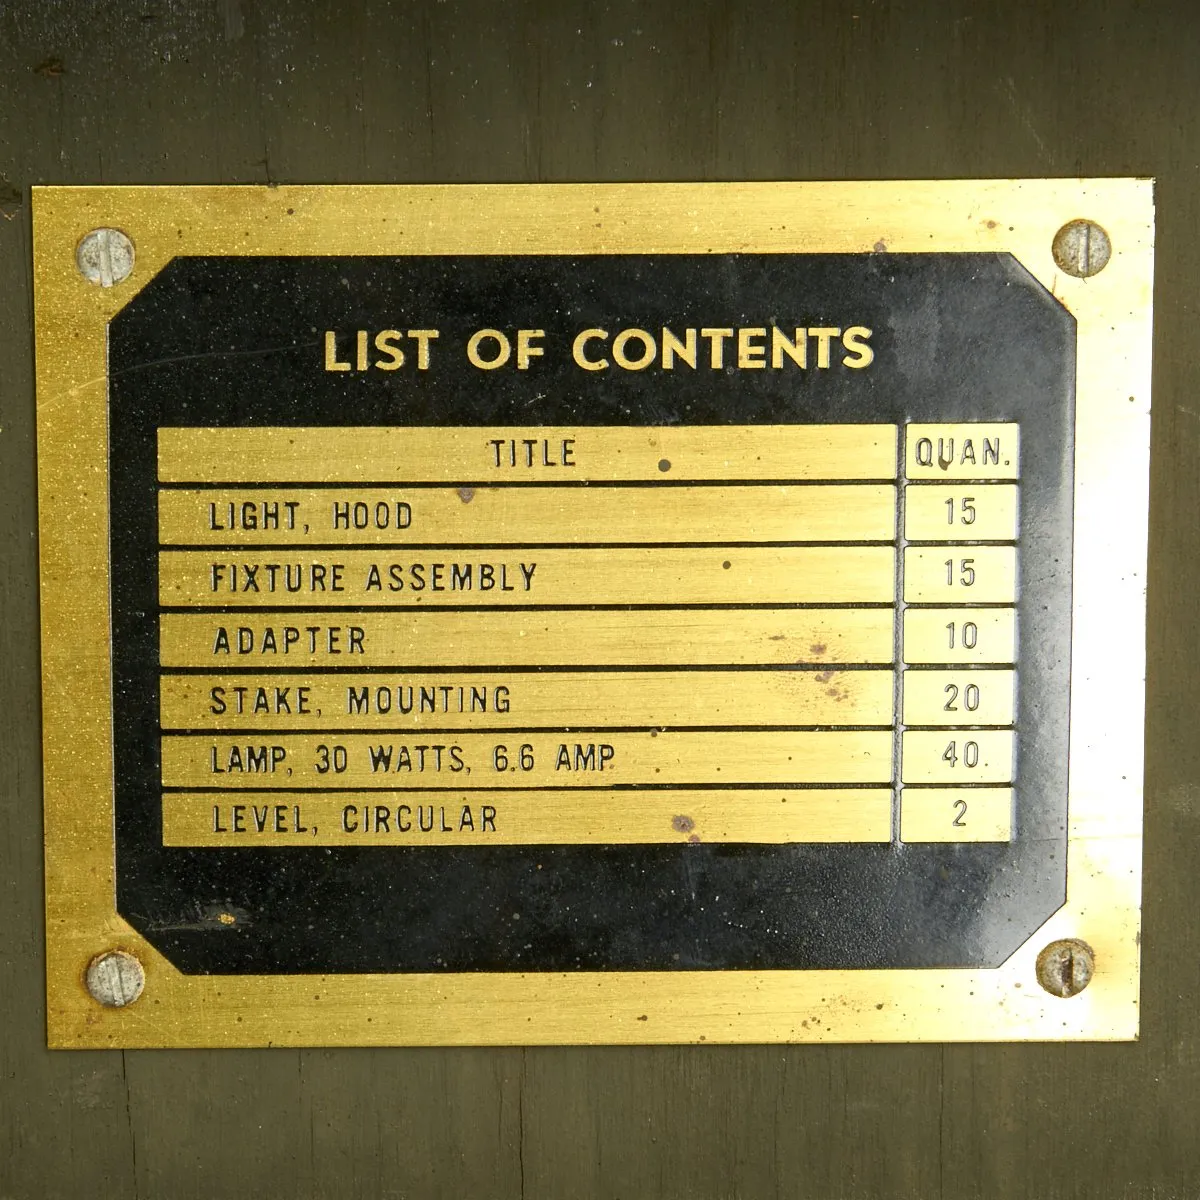 LIST OF CONTENTS
TITLE QUAN.
LIGHT, HOOD 15
FIXTURE ASSEMBLY 15
ADAPTER 10
STAKE, MOUNTING 20
LAMP, 30 WATTS, 6.6 AMP 40
LEVEL, CIRCULAR 2